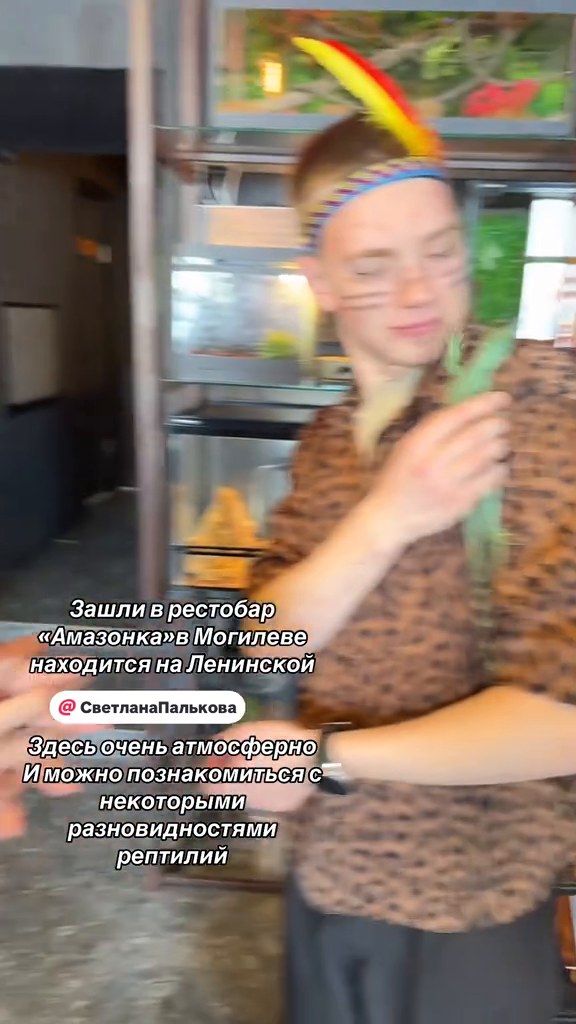 Зашли в рестобар
«Амазонка»в Могилеве
находится на Ленинской
@ СветланаПалькова
Здесь очень атмосферно
И можно познакомиться с
некоторыми
разновидностями
рептилий